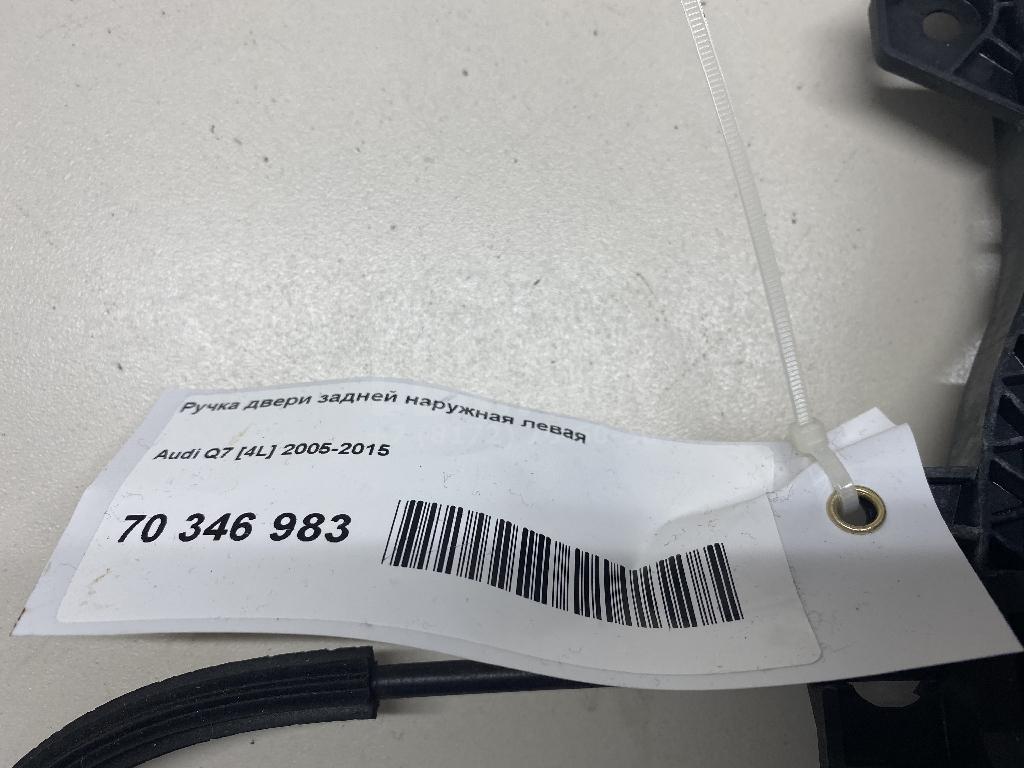 Ручка двери задней наружная левая
Audi Q7 [4L] 2005-2015
70 346 983